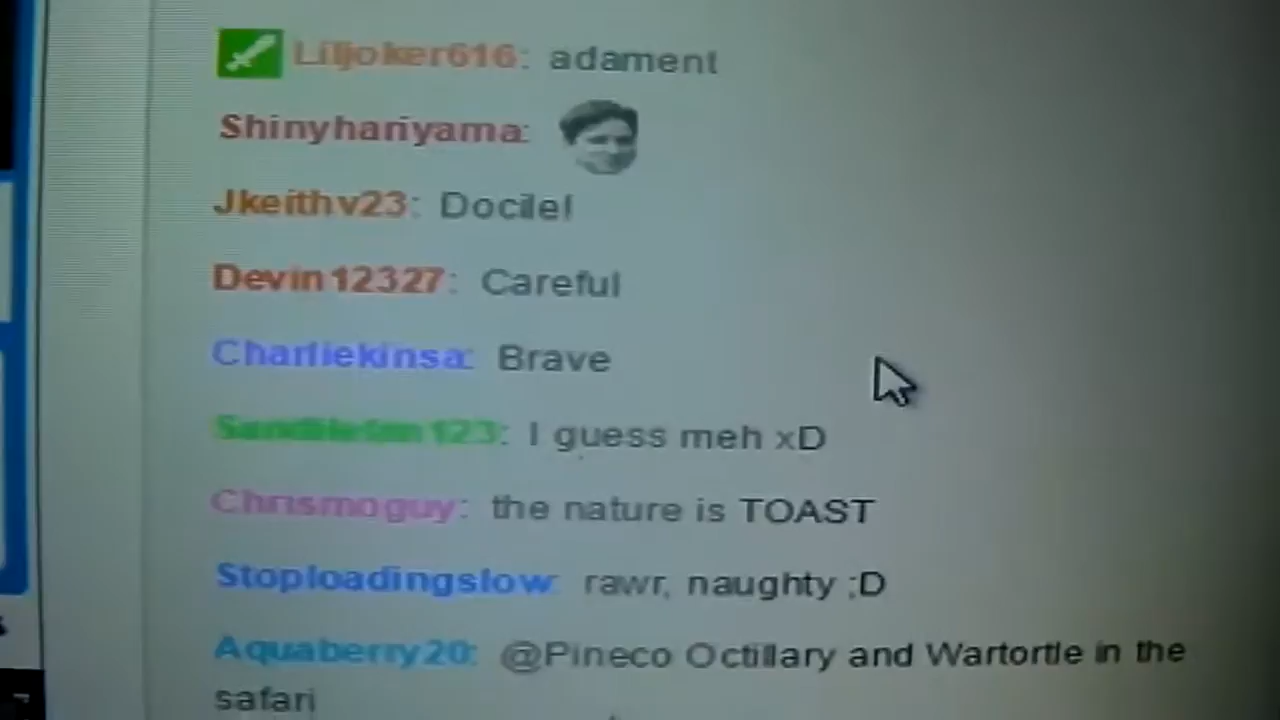 Liljoker616: adament
Shinyhariyama:
Jkeithv23: Docile!
Devin12327: Careful
Charliekinsa: Brave
123: I guess meh xD
Chrismoguy: the nature is TOAST
Stoploadingslow: rawr, naughty ;D
Aquaberry20: @Pineco Octillary and Wartortle in the
safari